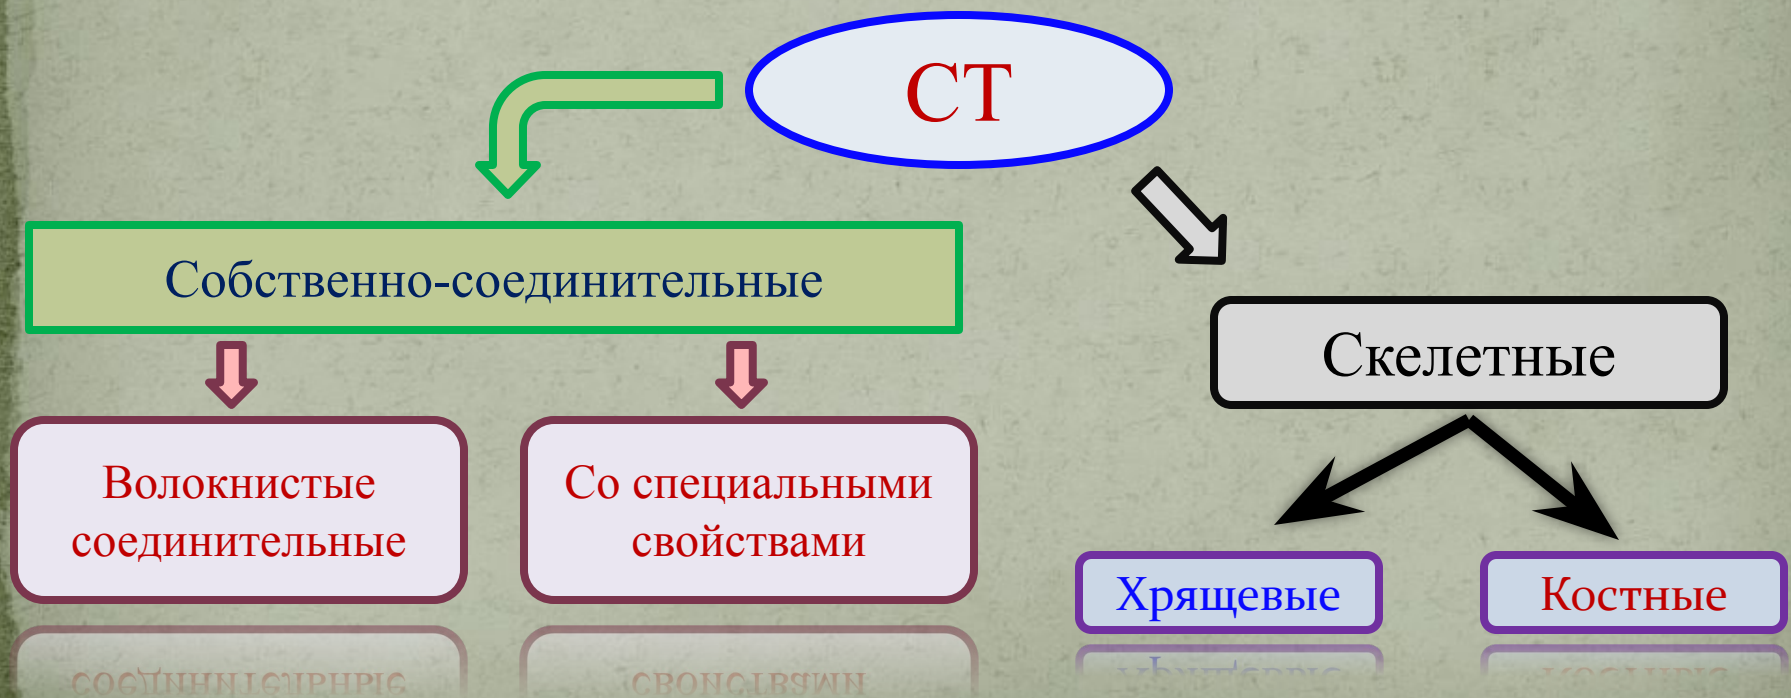 СТ
Собственно-соединительные
Скелетные
Волокнистые
соединительные
Со специальными
свойствами
Хрящевые
Костные